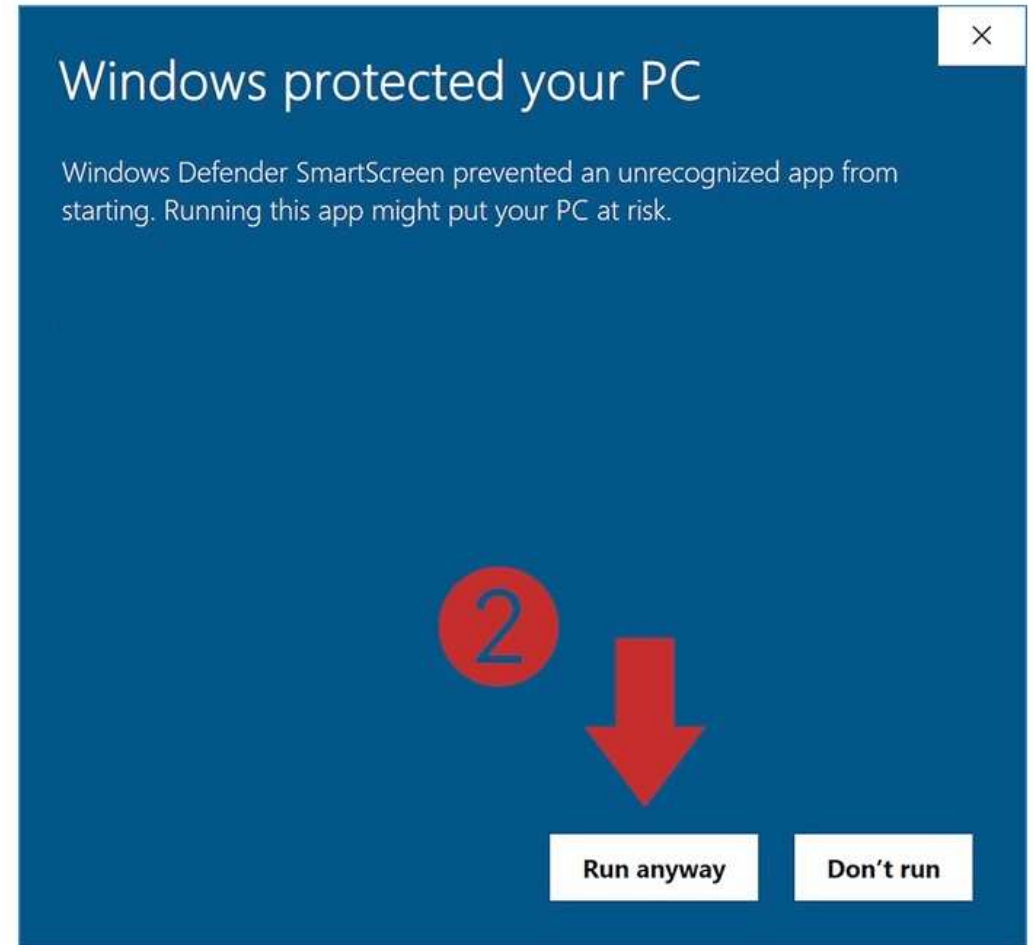 Windows protected your PC
Windows Defender SmartScreen prevented an unrecognized app from
starting. Running this app might put your PC at risk.
2
Run anyway
Don’t run